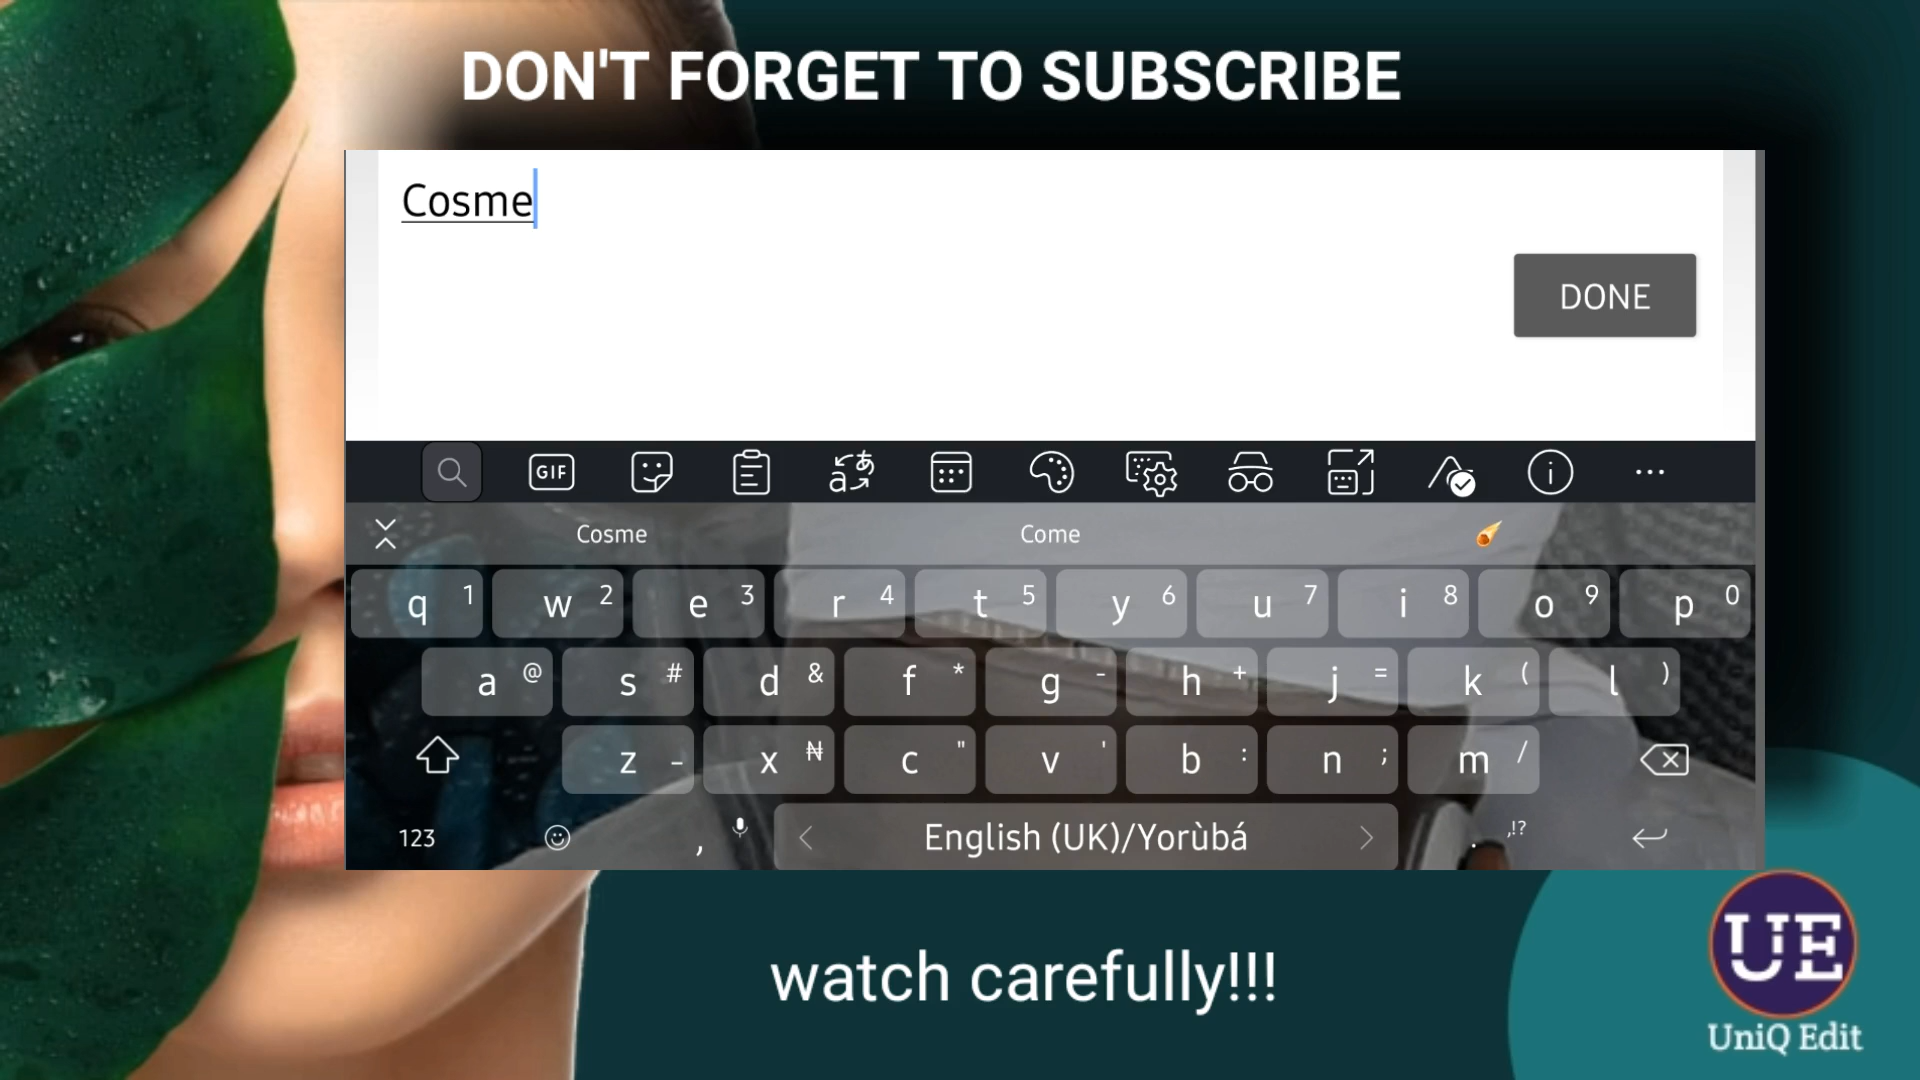 DON'T FORGET TO SUBSCRIBE
Cosme
DONE
GIF
Cosme Come
q 1 w 2 e 3 r 4 t 5 y 6 u 7 i 8 o 9 p 0
a @ s # d & f * g - h + j = k ( l )
z _ x ₦ c " v ' b : n ; m /
123 , English (UK)/Yorùbá . ,!?
watch carefully!!!
UE
UniQ Edit